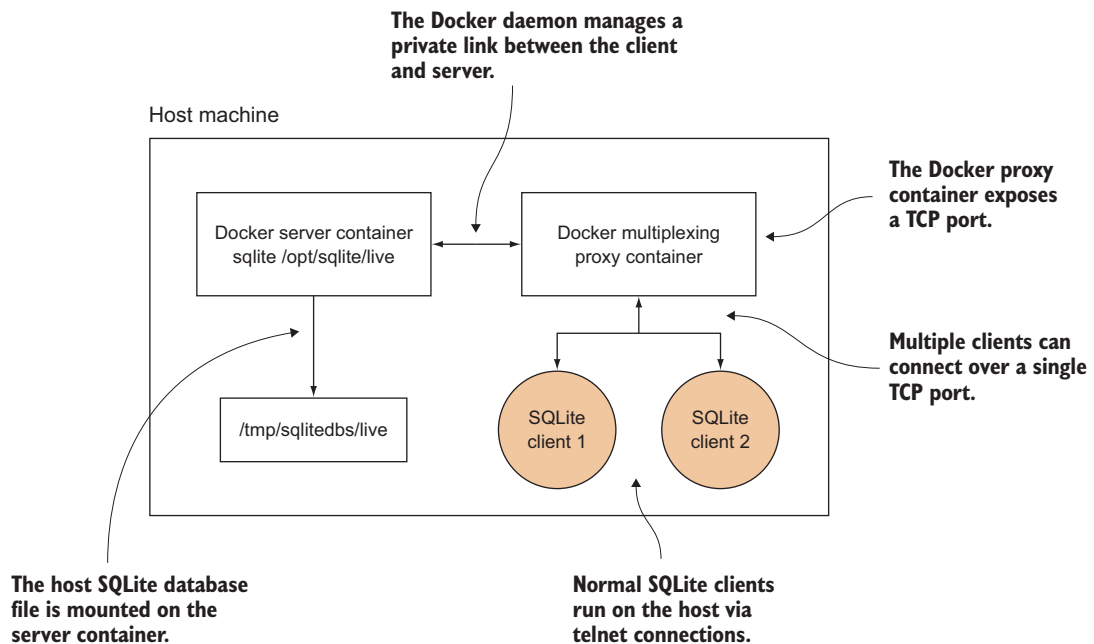 The Docker daemon manages a
private link between the client
and server.
Host machine
The Docker proxy
container exposes
a TCP port.
Docker server container
sqlite /opt/sqlite/live
Docker multiplexing
proxy container
Multiple clients can
connect over a single
TCP port.
/tmp/sqlitedbs/live
SQLite
client 1
SQLite
client 2
The host SQLite database
file is mounted on the
server container.
Normal SQLite clients
run on the host via
telnet connections.